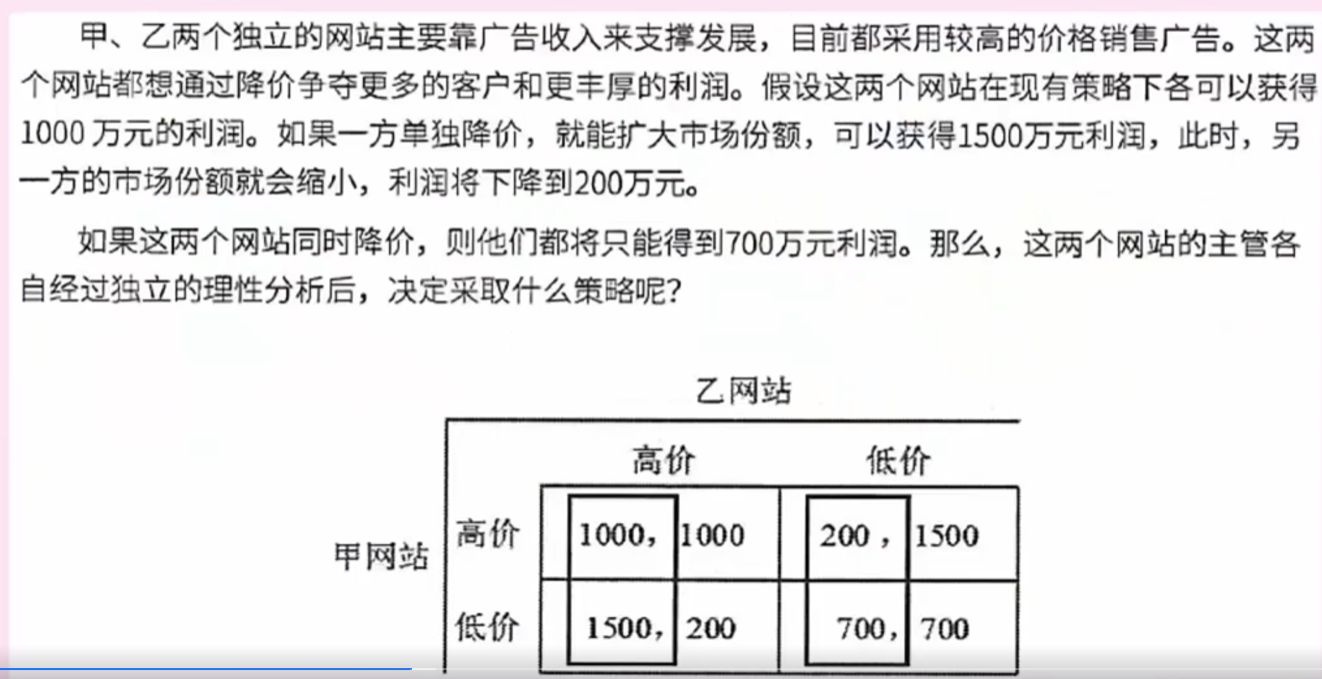 甲、乙两个独立的网站主要靠广告收入来支撑发展，目前都采用较高的价格销售广告。这两
个网站都想通过降价争夺更多的客户和更丰厚的利润。假设这两个网站在现有策略下各可以获得
1000万元的利润。如果一方单独降价，就能扩大市场份额，可以获得1500万元利润，此时，另
一方的市场份额就会缩小，利润将下降到200万元。
如果这两个网站同时降价，则他们都将只能得到700万元利润。那么，这两个网站的主管各
自经过独立的理性分析后，决定采取什么策略呢？
乙网站
高价 低价
高价 1000， 1000 200， 1500
甲网站
低价 1500， 200 700， 700